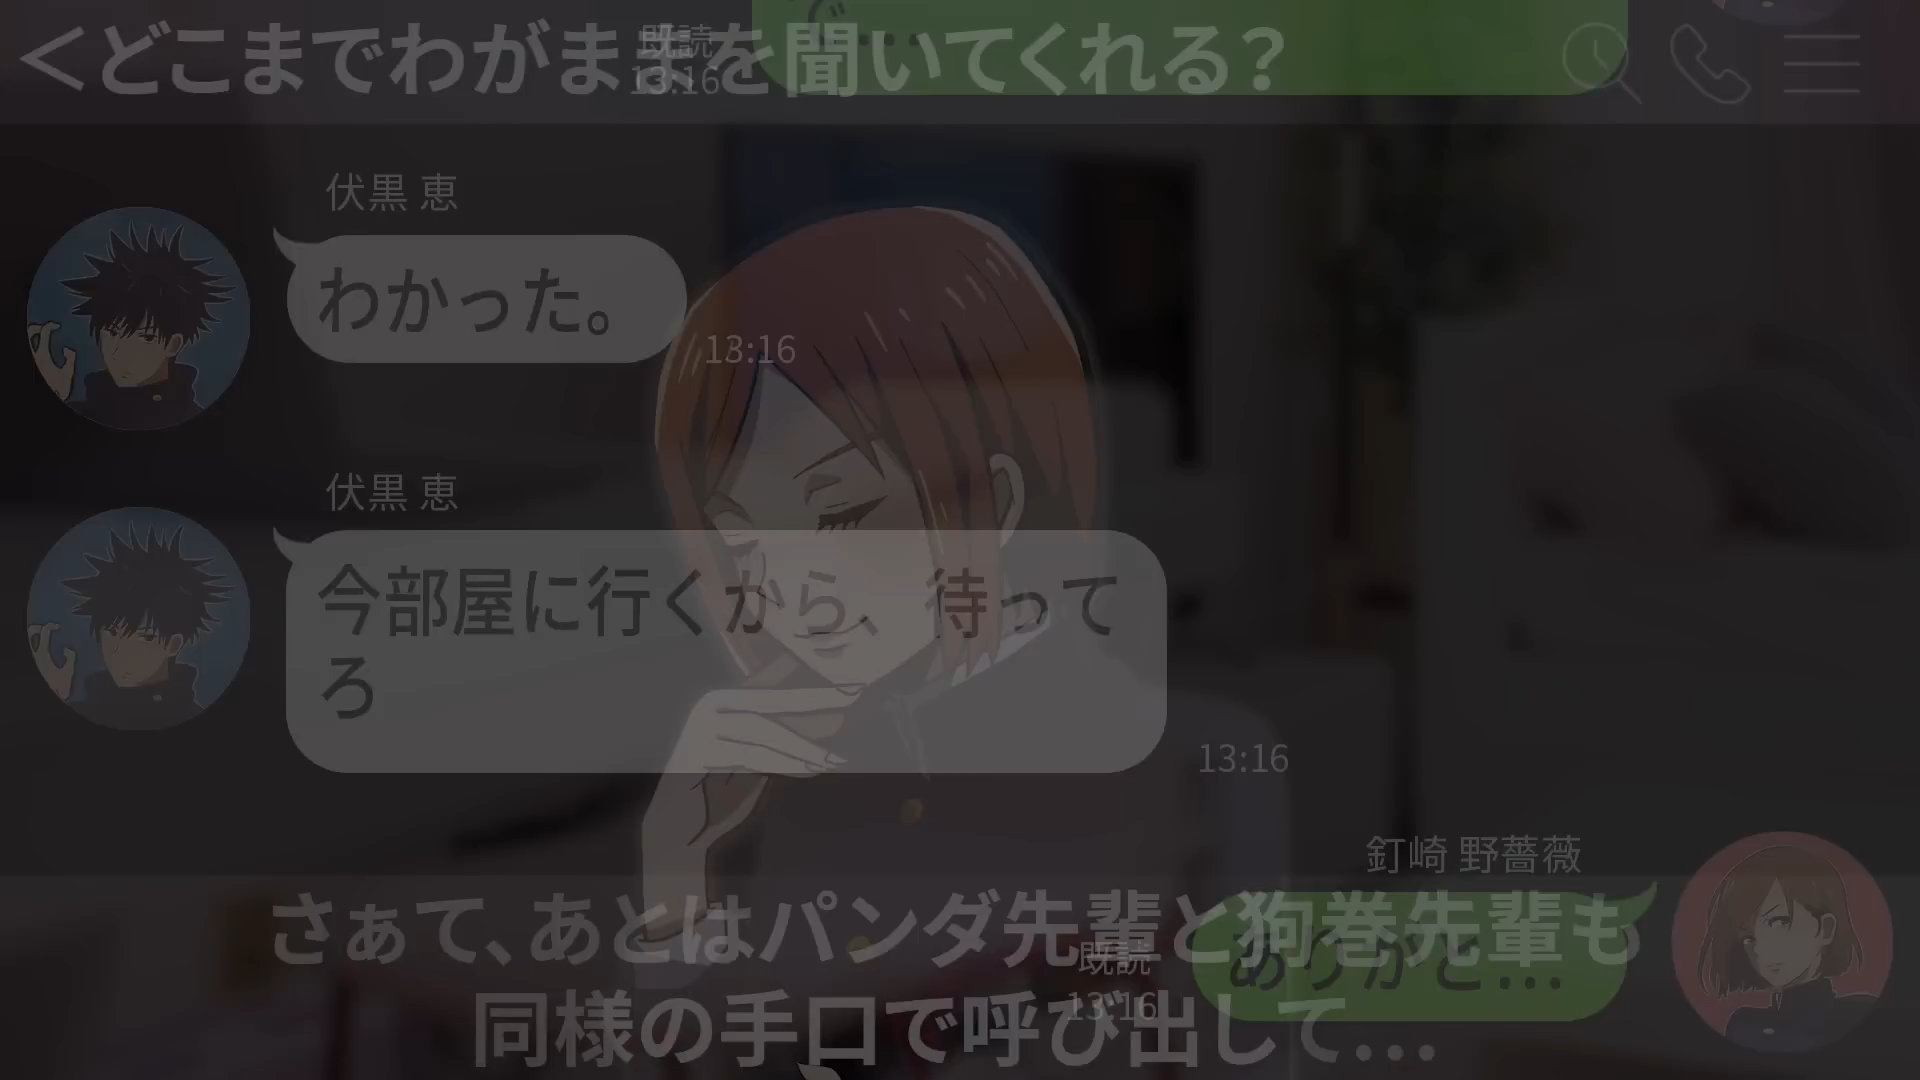 <どこまでわがままを聞いてくれる?
既読
13:16
伏黒 恵
わかった。
13:16
伏黒 恵
今部屋に行くから、待って
ろ
13:16
釘崎 野薔薇
ありがと…
既読
13:16
さぁて、あとはパンダ先輩と狗巻先輩も
同様の手口で呼び出して…